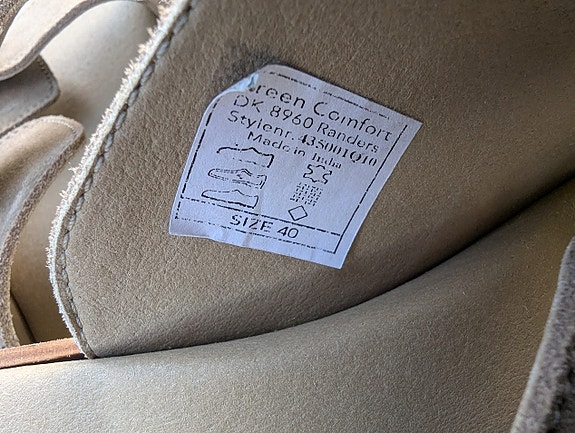 Green Comfort
DK 8960 Randers
Stylenr. 435001Q10
Made in India
SIZE 40